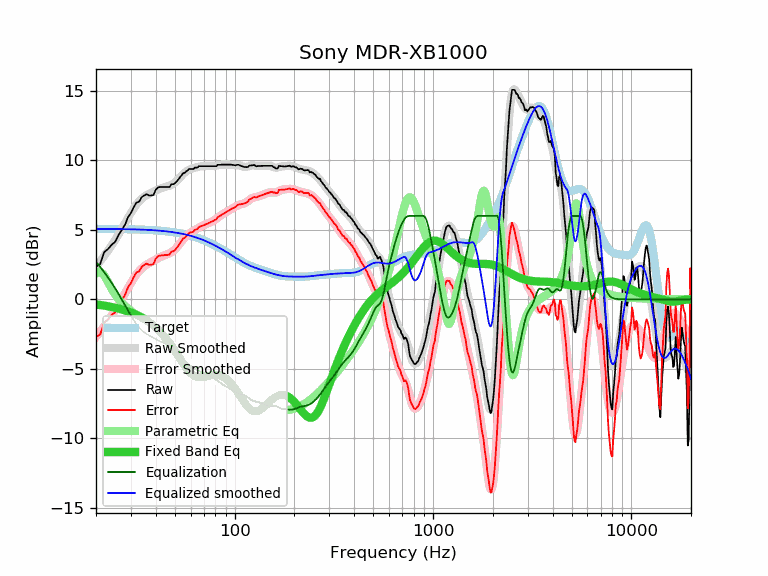 Sony MDR-XB1000
15
10
5
0
−5
−10
−15
Amplitude (dBr)
Target
Raw Smoothed
Error Smoothed
Raw
Error
Parametric Eq
Fixed Band Eq
Equalization
Equalized smoothed
100
1000
10000
Frequency (Hz)